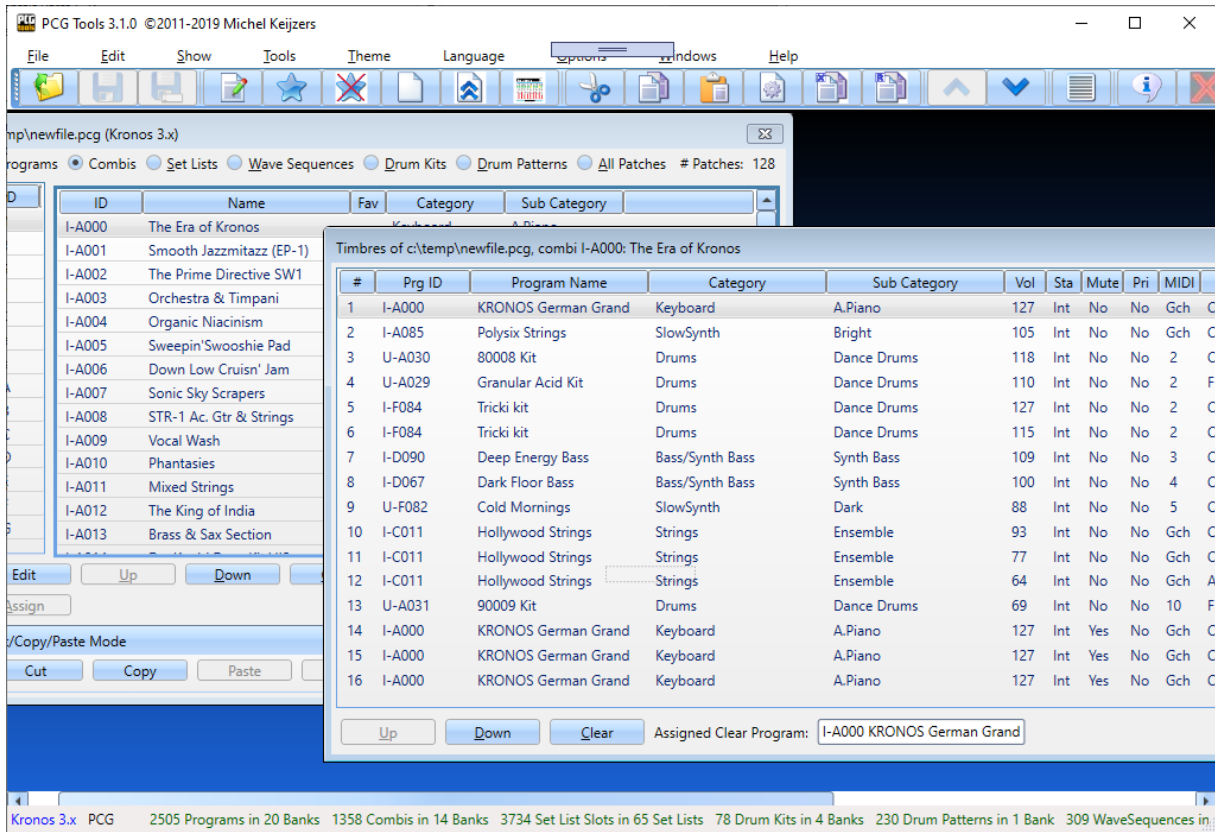 PCG Tools 3.1.0 ©2011-2019 Michel Keijzers
File Edit Show Tools Theme Language Options Windows Help
mp\newfile.pcg (Kronos 3.x)
rograms Combis Set Lists Wave Sequences Drum Kits Drum Patterns All Patches # Patches: 128
D ID Name Fav Category Sub Category
I-A000 The Era of Kronos Keyboard A.Piano
I-A001 Smooth Jazzmitazz (EP-1)
I-A002 The Prime Directive SW1
I-A003 Orchestra & Timpani
I-A004 Organic Niacinism
I-A005 Sweepin'Swooshie Pad
I-A006 Down Low Cruisn' Jam
I-A007 Sonic Sky Scrapers
I-A008 STR-1 Ac. Gtr & Strings
I-A009 Vocal Wash
I-A010 Phantasies
I-A011 Mixed Strings
I-A012 The King of India
I-A013 Brass & Sax Section
Edit Up Down
Assign
/Copy/Paste Mode
Cut Copy Paste
Timbres of c:\temp\newfile.pcg, combi I-A000: The Era of Kronos
# Prg ID Program Name Category Sub Category Vol Sta Mute Pri MIDI
1 I-A000 KRONOS German Grand Keyboard A.Piano 127 Int No No Gch C
2 I-A085 Polysix Strings SlowSynth Bright 105 Int No No Gch C
3 U-A030 80008 Kit Drums Dance Drums 118 Int No No 2 C
4 U-A029 Granular Acid Kit Drums Dance Drums 110 Int No No 2 F
5 I-F084 Tricki kit Drums Dance Drums 127 Int No No 2 C
6 I-F084 Tricki kit Drums Dance Drums 115 Int No No 2 C
7 I-D090 Deep Energy Bass Bass/Synth Bass Synth Bass 109 Int No No 3 C
8 I-D067 Dark Floor Bass Bass/Synth Bass Synth Bass 100 Int No No 4 C
9 U-F082 Cold Mornings SlowSynth Dark 88 Int No No 5 C
10 I-C011 Hollywood Strings Strings Ensemble 93 Int No No Gch C
11 I-C011 Hollywood Strings Strings Ensemble 77 Int No No Gch C
12 I-C011 Hollywood Strings Strings Ensemble 64 Int No No Gch A
13 U-A031 90009 Kit Drums Dance Drums 69 Int No No 10 F
14 I-A000 KRONOS German Grand Keyboard A.Piano 127 Int Yes No Gch C
15 I-A000 KRONOS German Grand Keyboard A.Piano 127 Int Yes No Gch C
16 I-A000 KRONOS German Grand Keyboard A.Piano 127 Int Yes No Gch C
Up Down Clear Assigned Clear Program: I-A000 KRONOS German Grand
Kronos 3.x PCG 2505 Programs in 20 Banks 1358 Combis in 14 Banks 3734 Set List Slots in 65 Set Lists 78 Drum Kits in 4 Banks 230 Drum Patterns in 1 Bank 309 WaveSequences in